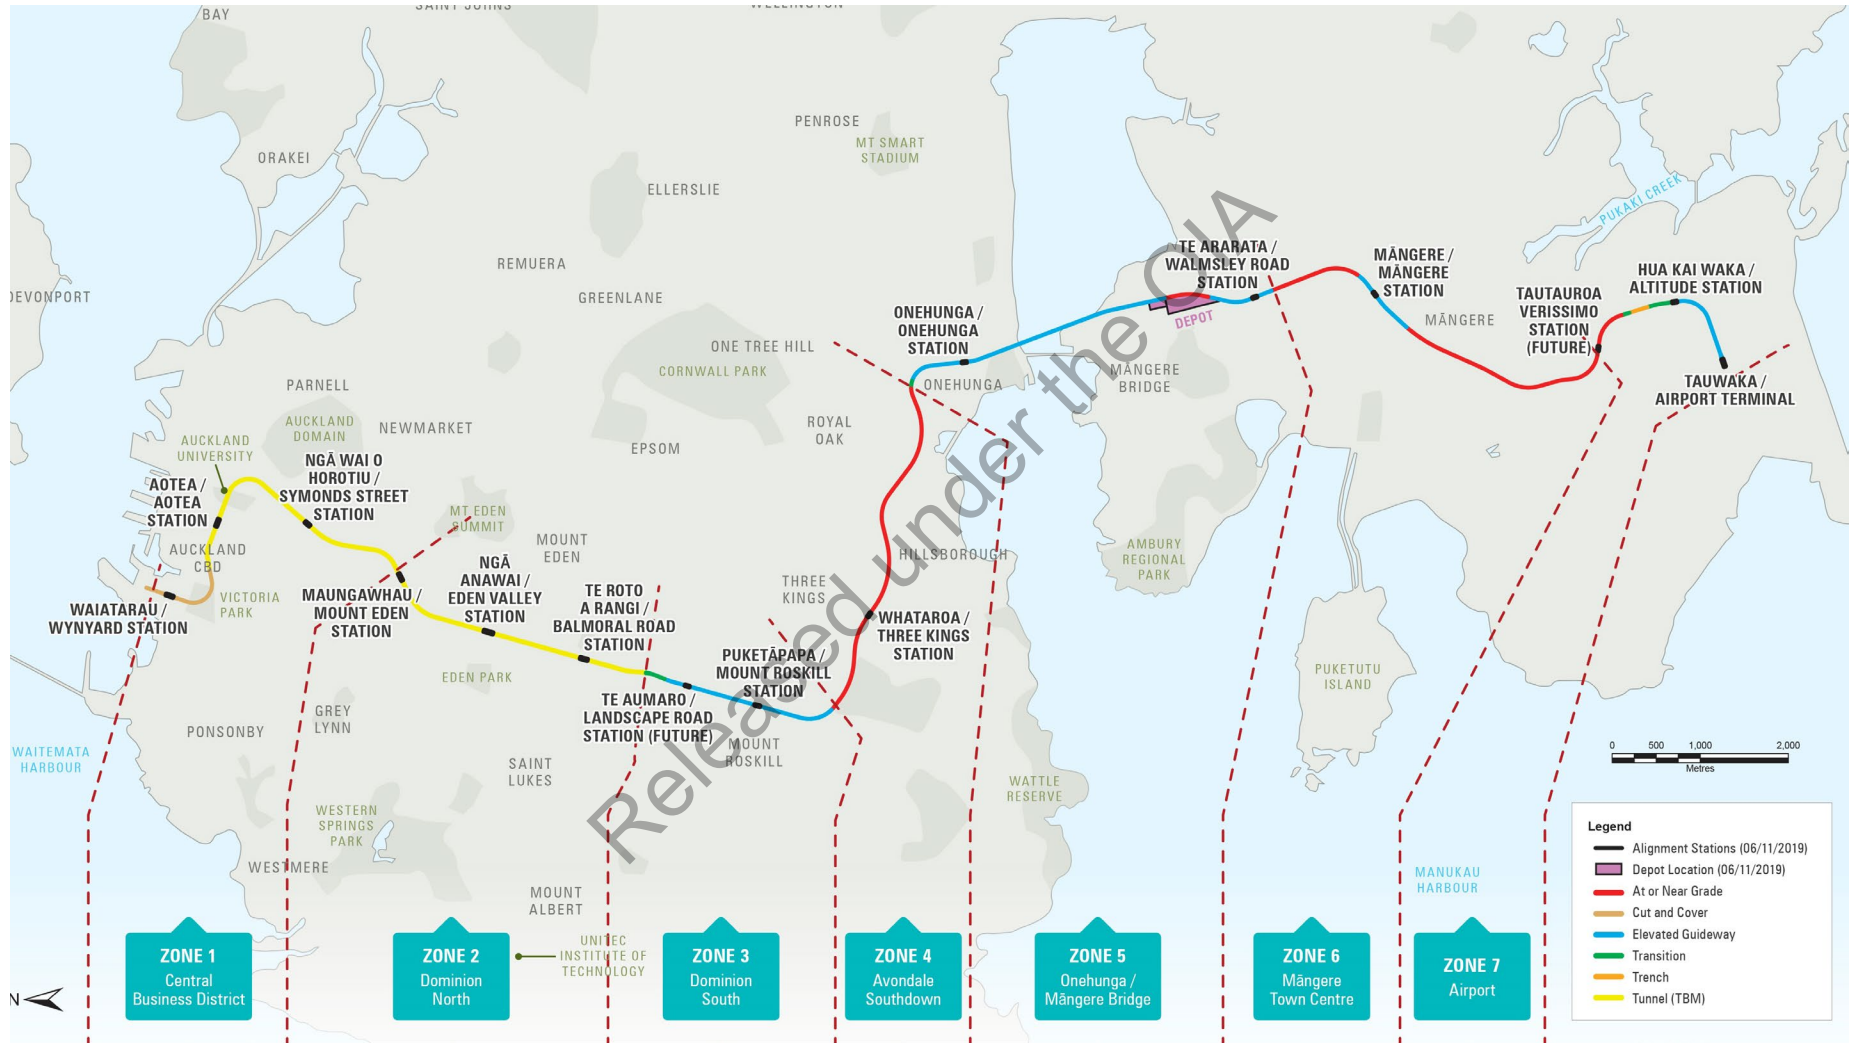 BAY
ORAKEI
DEVONPORT
PENROSE
MT SMART
STADIUM
ELLERSLIE
REMUERA
GREENLANE
ONE TREE HILL
CORNWALL PARK
PARNELL
AUCKLAND
DOMAIN
NEWMARKET
AUCKLAND
UNIVERSITY
EPSOM
ROYAL
OAK
AOTEA /
AOTEA
STATION
NGĀ WAI O
HOROTIU /
SYMONDS STREET
STATION
MT EDEN
SUMMIT
MOUNT
EDEN
AUCKLAND
CBD
VICTORIA
PARK
WAIATARAU /
WYNYARD STATION
MAUNGAWHAU /
MOUNT EDEN
STATION
NGĀ
ANAWAI /
EDEN VALLEY
STATION
TE ROTO
A RANGI /
BALMORAL ROAD
STATION
THREE
KINGS
HILLSBOROUGH
WHATAROA /
THREE KINGS
STATION
PUKETĀPAPA /
MOUNT ROSKILL
STATION
TE AUMARO /
LANDSCAPE ROAD
STATION (FUTURE)
EDEN PARK
PONSONBY
GREY
LYNN
SAINT
LUKES
MOUNT
ROSKILL
WAITEMATA
HARBOUR
WESTERN
SPRINGS
PARK
WESTMERE
MOUNT
ALBERT
UNITEC
INSTITUTE OF
TECHNOLOGY
WATTLE
RESERVE
ONEHUNGA /
ONEHUNGA
STATION
ONEHUNGA
TE ARARATA /
WALMSLEY ROAD
STATION
DEPOT
MĀNGERE
BRIDGE
MĀNGERE /
MĀNGERE
STATION
MĀNGERE
TAUTAUROA
VERISSIMO
STATION
(FUTURE)
HUA KAI WAKA /
ALTITUDE STATION
TAUWAKA /
AIRPORT TERMINAL
PUKAKI CREEK
AMBURY
REGIONAL
PARK
PUKETUTU
ISLAND
MANUKAU
HARBOUR
Released under the OIA
0 500 1,000 2,000
Metres
Legend
Alignment Stations (06/11/2019)
Depot Location (06/11/2019)
At or Near Grade
Cut and Cover
Elevated Guideway
Transition
Trench
Tunnel (TBM)
ZONE 1
Central
Business District
ZONE 2
Dominion
North
ZONE 3
Dominion
South
ZONE 4
Avondale
Southdown
ZONE 5
Onehunga /
Māngere Bridge
ZONE 6
Māngere
Town Centre
ZONE 7
Airport
N